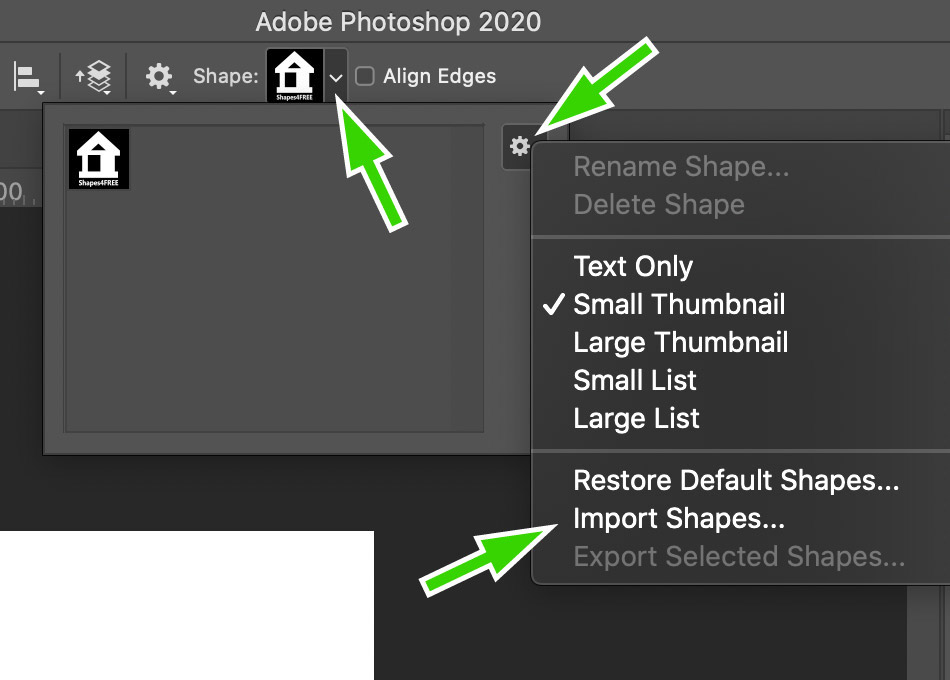 Adobe Photoshop 2020
Shape:
Shapes4FREE
Align Edges
00
Shapes4FREE
Rename Shape...
Delete Shape
Text Only
✓ Small Thumbnail
Large Thumbnail
Small List
Large List
Restore Default Shapes...
Import Shapes...
Export Selected Shapes...